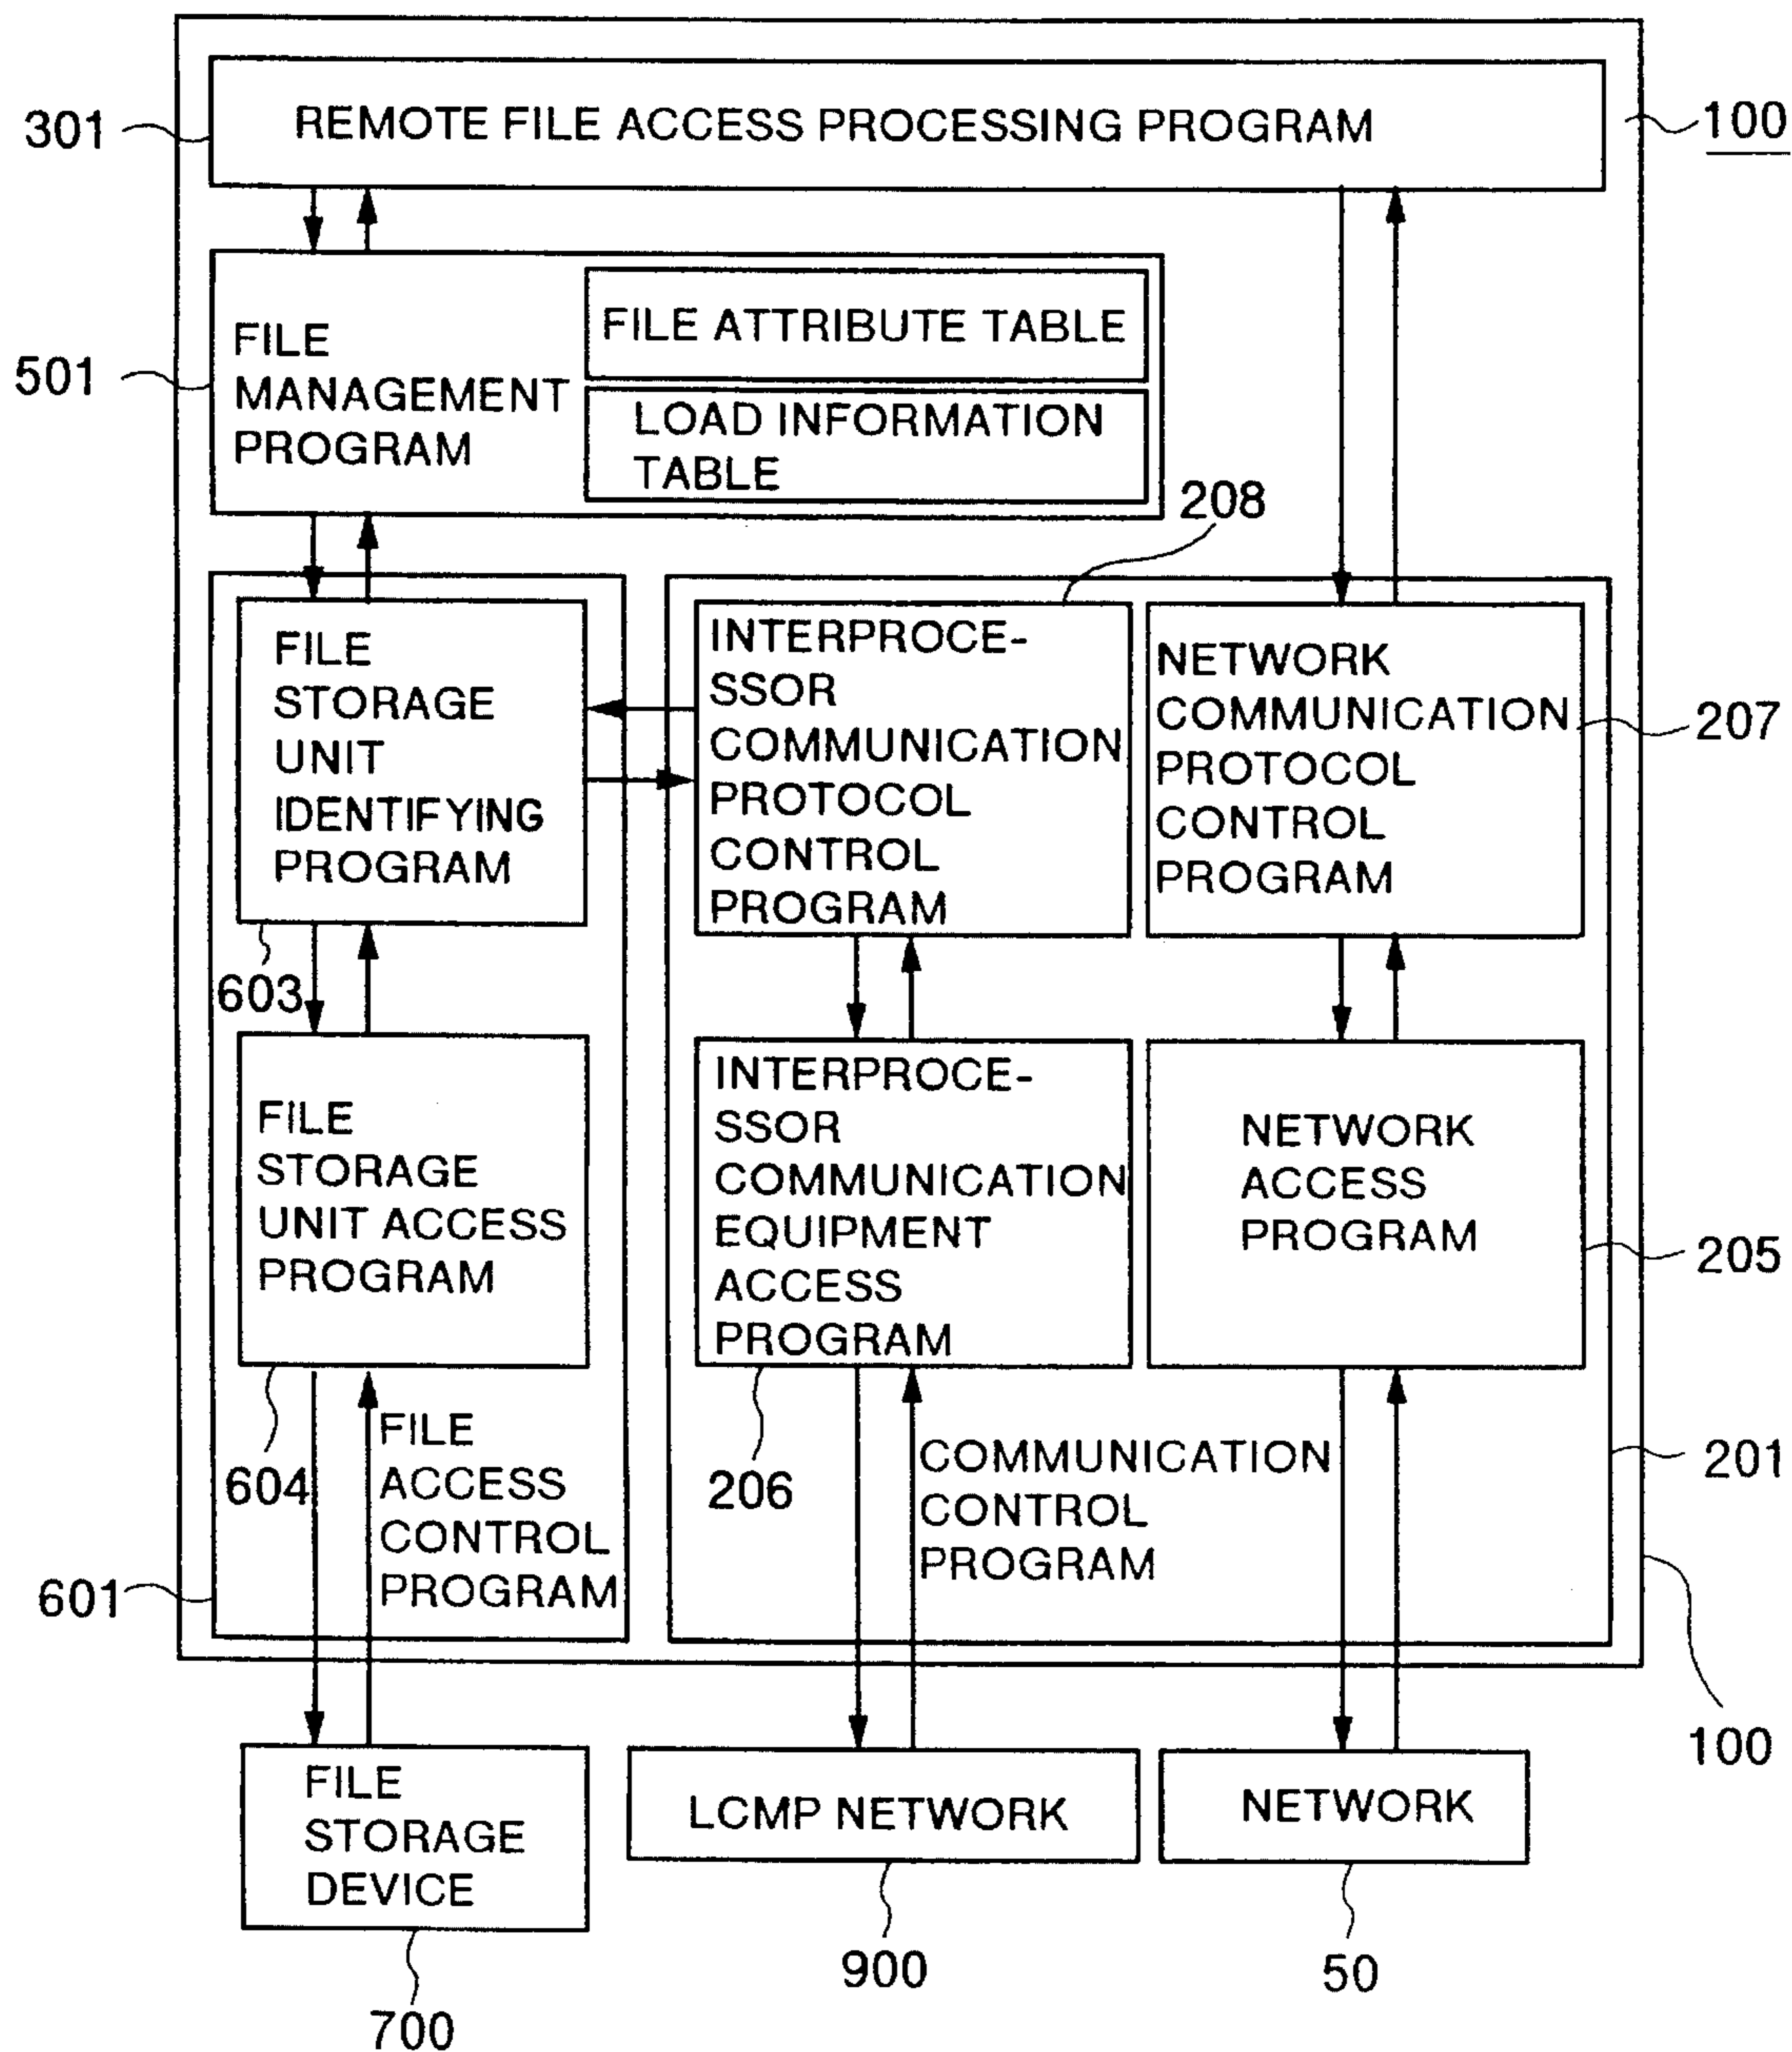 301
REMOTE FILE ACCESS PROCESSING PROGRAM
100
501
FILE
MANAGEMENT
PROGRAM
FILE ATTRIBUTE TABLE
LOAD INFORMATION
TABLE
208
FILE
STORAGE
UNIT
IDENTIFYING
PROGRAM
603
INTERPROCE-
SSOR
COMMUNICATION
PROTOCOL
CONTROL
PROGRAM
NETWORK
COMMUNICATION
PROTOCOL
CONTROL
PROGRAM
207
FILE
STORAGE
UNIT ACCESS
PROGRAM
604
INTERPROCE-
SSOR
COMMUNICATION
EQUIPMENT
ACCESS
PROGRAM
206
NETWORK
ACCESS
PROGRAM
205
FILE
ACCESS
CONTROL
PROGRAM
601
COMMUNICATION
CONTROL
PROGRAM
201
100
FILE
STORAGE
DEVICE
700
LCMP NETWORK
900
NETWORK
50